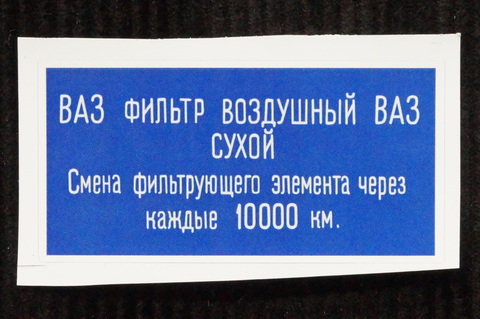 ВАЗ ФИЛЬТР ВОЗДУШНЫЙ ВАЗ
СУХОЙ
Смена фильтрующего элемента через
каждые 10000 км.